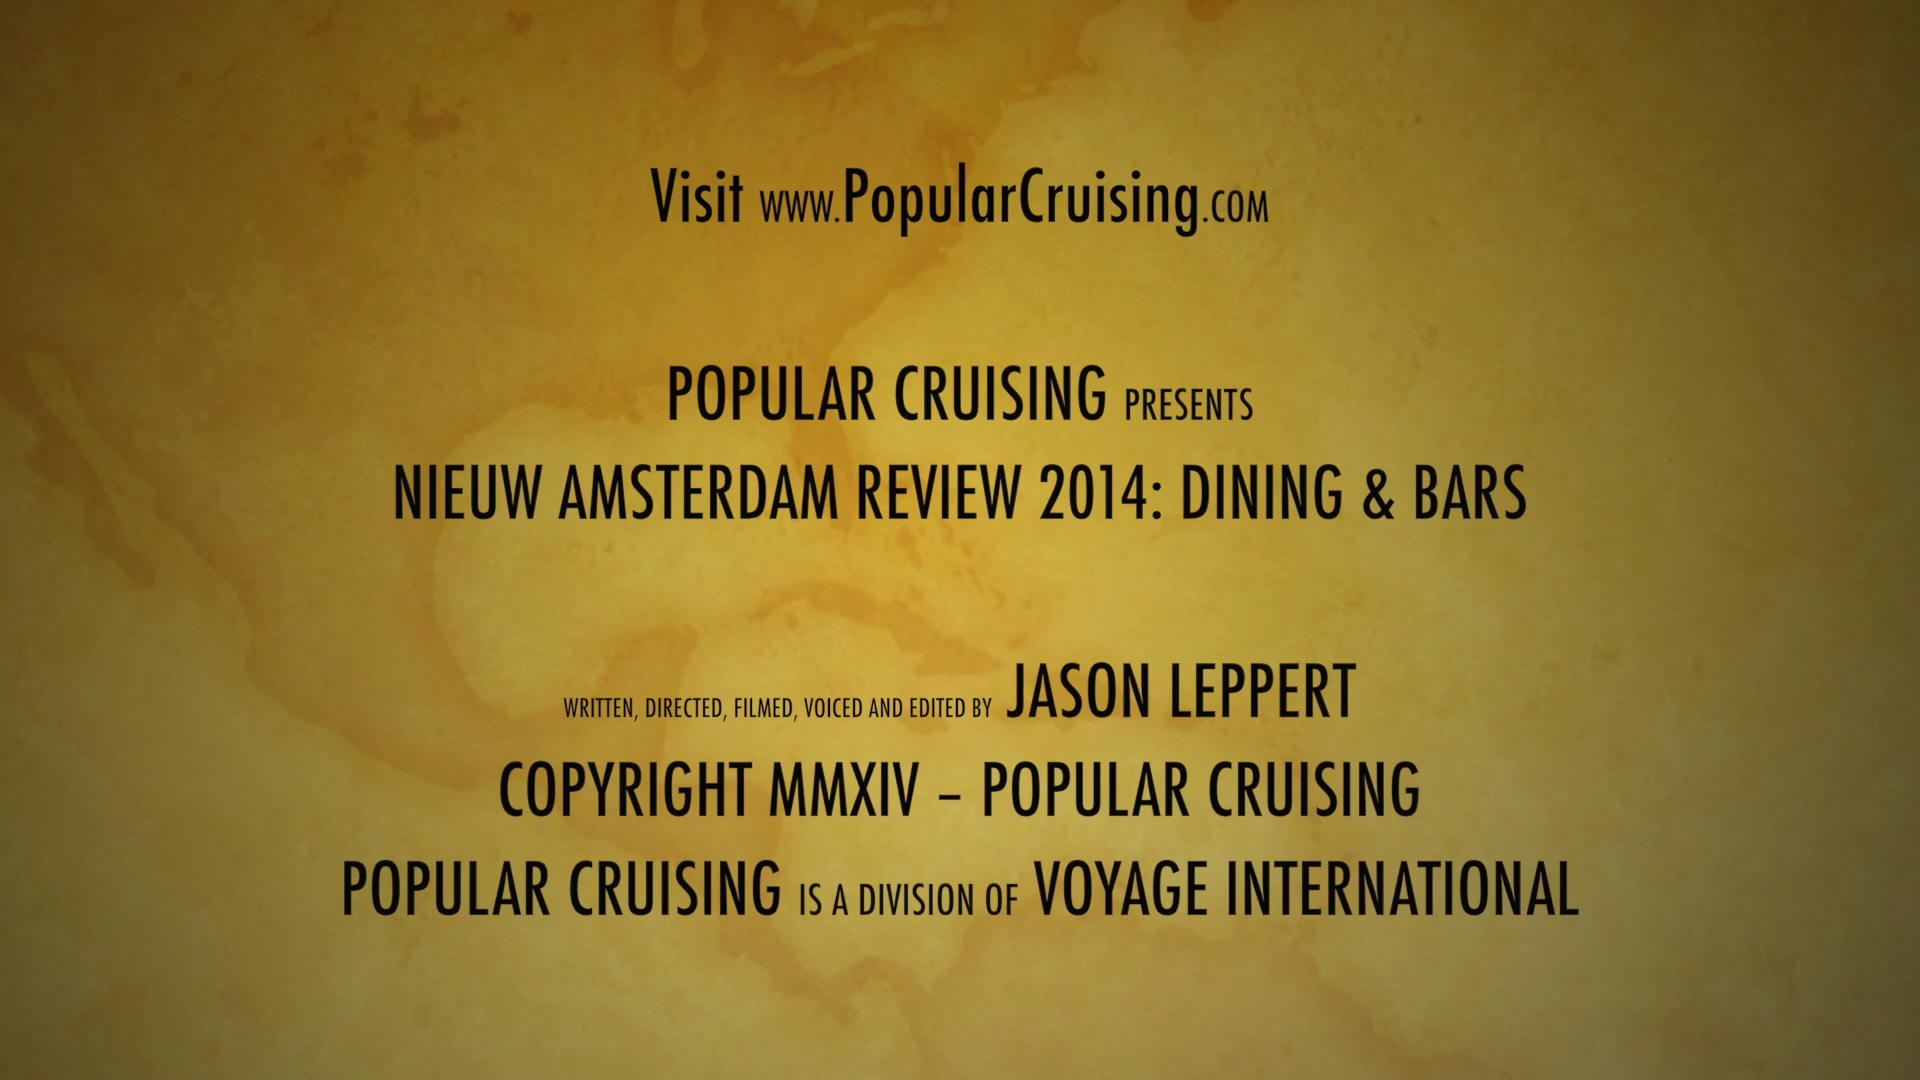 Visit WWW.PopularCruising.COM
POPULAR CRUISING PRESENTS
NIEUW AMSTERDAM REVIEW 2014: DINING & BARS
WRITTEN, DIRECTED, FILMED, VOICED AND EDITED BY JASON LEPPERT
COPYRIGHT MMXIV – POPULAR CRUISING
POPULAR CRUISING IS A DIVISION OF VOYAGE INTERNATIONAL